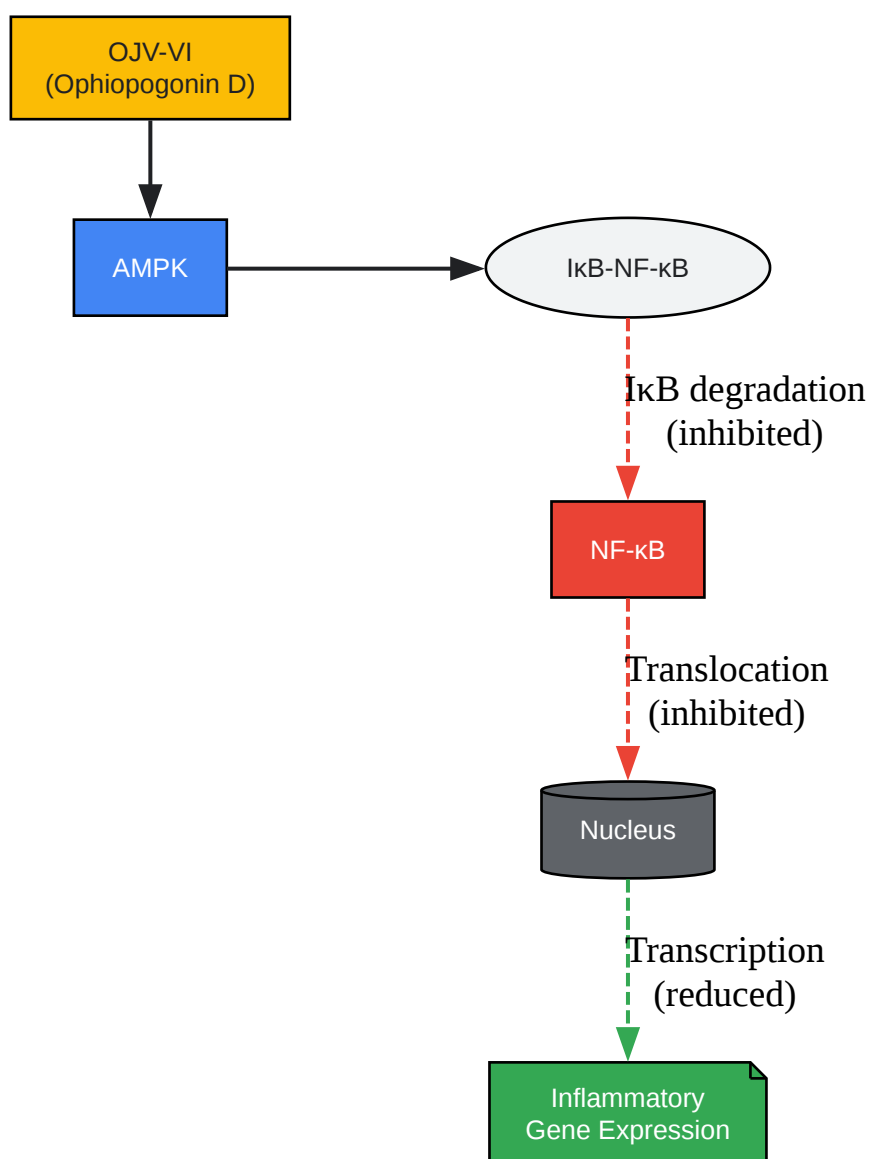 OJV-VI
(Ophiopogonin D)
AMPK
IκB-NF-κB
IκB degradation
(inhibited)
NF-κB
Translocation
(inhibited)
Nucleus
Transcription
(reduced)
Inflammatory
Gene Expression